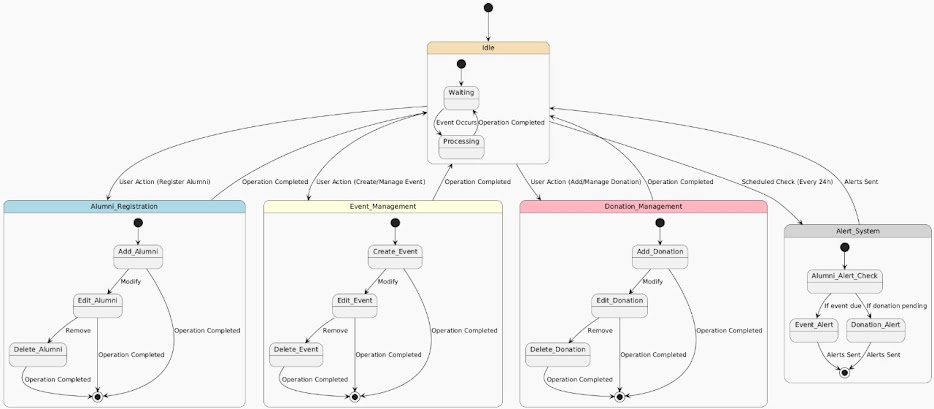 Idle
Waiting
Event Occurs
Operation Completed
Processing
User Action (Register Alumni)
Operation Completed
User Action (Create/Manage Event)
Operation Completed
User Action (Add/Manage Donation)
Operation Completed
Scheduled Check (Every 24h)
Alerts Sent
Alumni_Registration
Add_Alumni
Modify
Edit_Alumni
Remove
Operation Completed
Delete_Alumni
Operation Completed
Operation Completed
Event_Management
Create_Event
Modify
Edit_Event
Remove
Operation Completed
Delete_Event
Operation Completed
Operation Completed
Donation_Management
Add_Donation
Modify
Edit_Donation
Remove
Operation Completed
Delete_Donation
Operation Completed
Operation Completed
Alert_System
Alumni_Alert_Check
If event due
If donation pending
Event_Alert
Donation_Alert
Alerts Sent
Alerts Sent